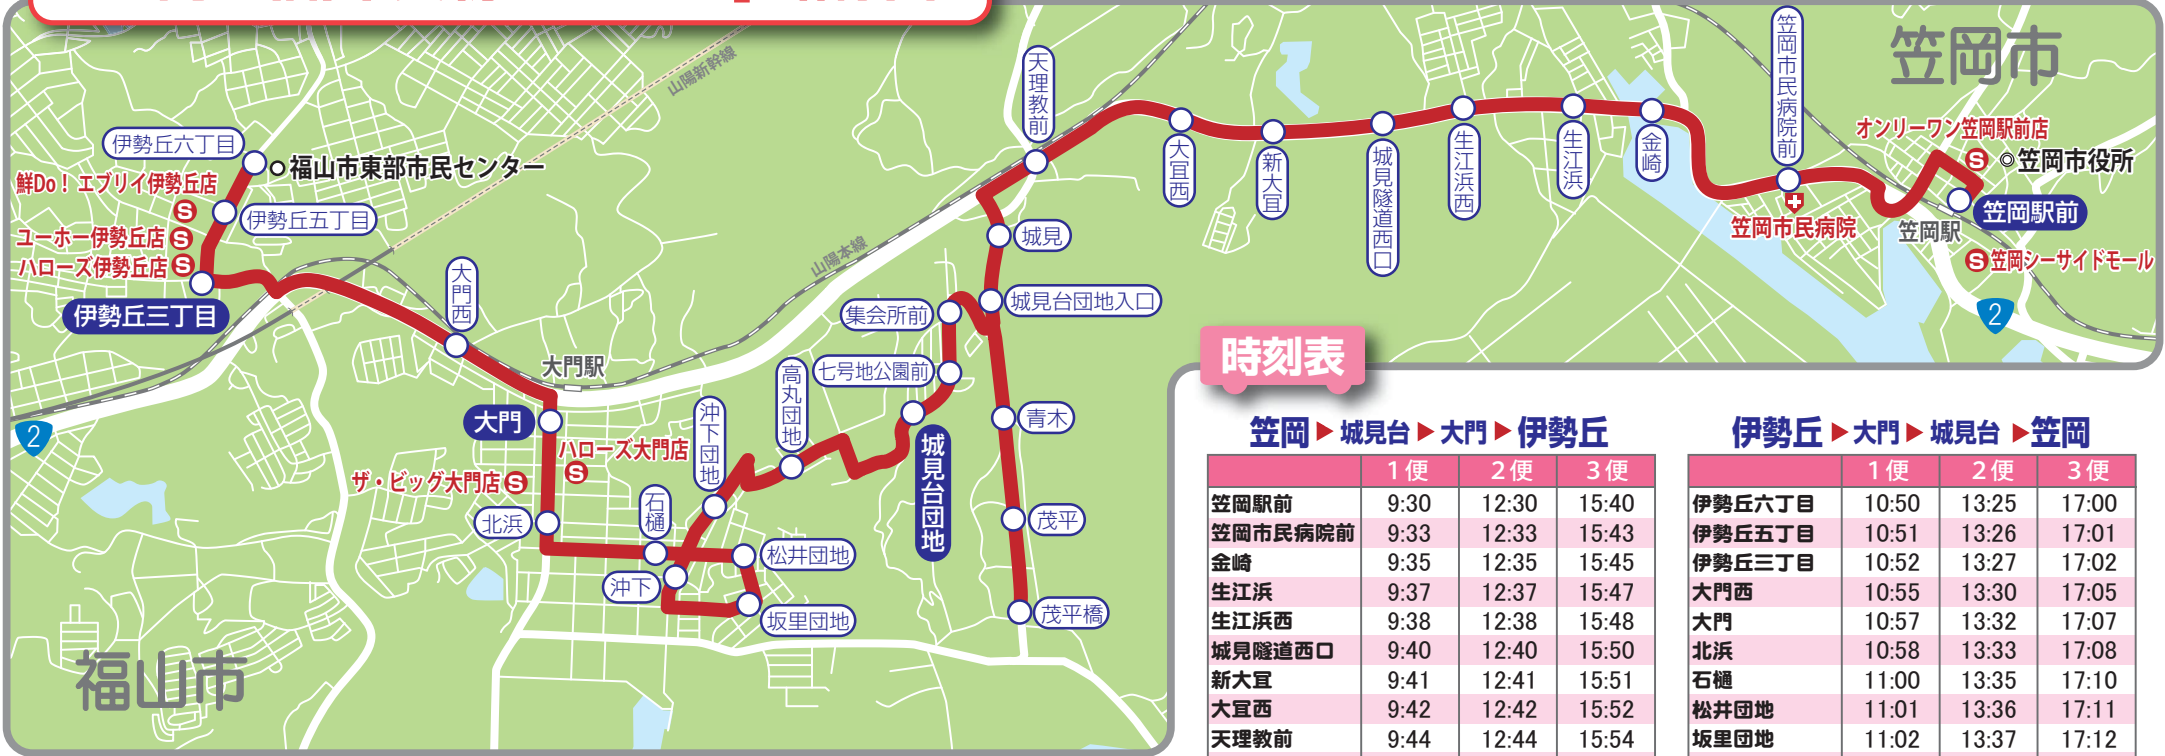 笠岡市
福山市
山陽新幹線
山陽本線
伊勢丘六丁目
福山市東部市民センター
鮮Do！エブリイ伊勢丘店
S
伊勢丘五丁目
ユーホー伊勢丘店
S
ハローズ伊勢丘店
S
伊勢丘三丁目
2
大門西
大門駅
大門
ハローズ大門店
S
ザ・ビッグ大門店
S
北浜
石樋
沖下
松井団地
坂里団地
沖下団地
高丸団地
城見台団地
七号地公園前
集会所前
城見台団地入口
城見
青木
茂平
茂平橋
天理教前
大宜西
新大宜
城見隧道西口
生江浜西
生江浜
金崎
笠岡市民病院前
笠岡市民病院
オンリーワン笠岡駅前店
S
笠岡市役所
笠岡駅前
笠岡駅
S
笠岡シーサイドモール
2
時刻表
笠岡▶城見台▶大門▶伊勢丘
1便 2便 3便
笠岡駅前 9:30 12:30 15:40
笠岡市民病院前 9:33 12:33 15:43
金崎 9:35 12:35 15:45
生江浜 9:37 12:37 15:47
生江浜西 9:38 12:38 15:48
城見隧道西口 9:40 12:40 15:50
新大宜 9:41 12:41 15:51
大宜西 9:42 12:42 15:52
天理教前 9:44 12:44 15:54
伊勢丘▶大門▶城見台▶笠岡
1便 2便 3便
伊勢丘六丁目 10:50 13:25 17:00
伊勢丘五丁目 10:51 13:26 17:01
伊勢丘三丁目 10:52 13:27 17:02
大門西 10:55 13:30 17:05
大門 10:57 13:32 17:07
北浜 10:58 13:33 17:08
石樋 11:00 13:35 17:10
松井団地 11:01 13:36 17:11
坂里団地 11:02 13:37 17:12